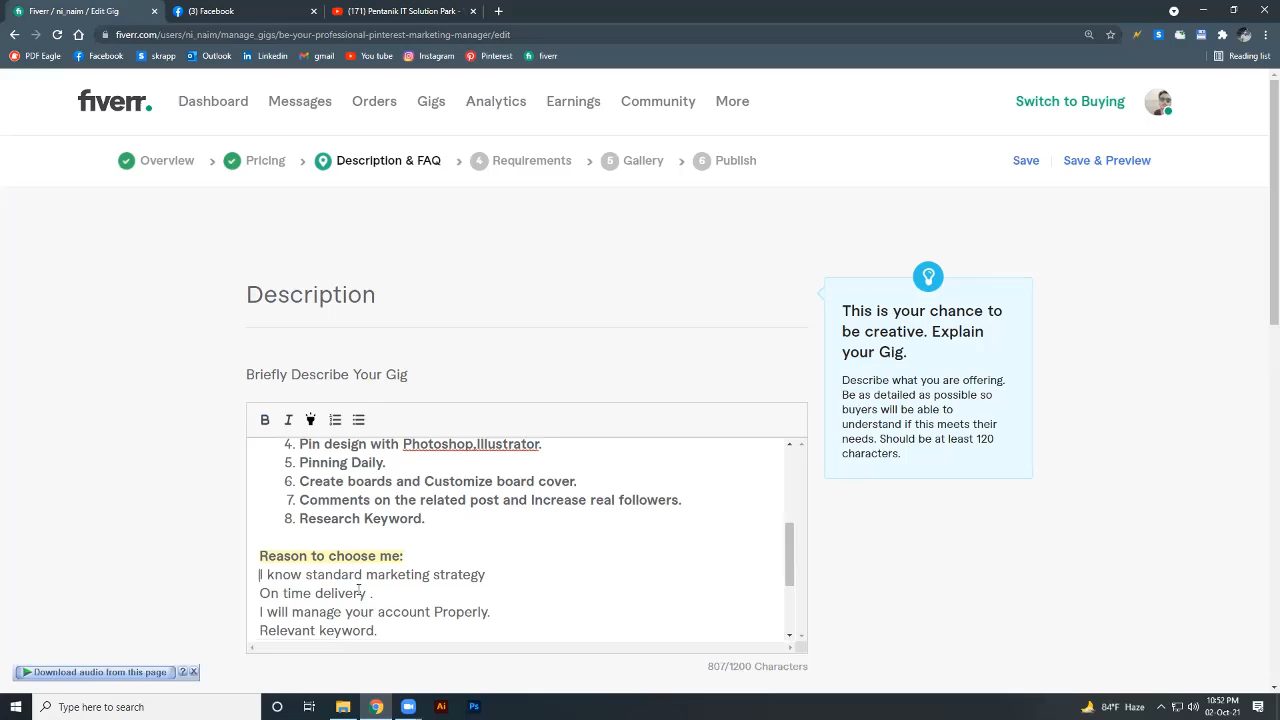 Fiverr / ni_nain / Edit Gig
Facebook
(171) Pentanik IT Solution Park -
fiverr.com/users/ni_nain/manage_gigs/be-your-professional-pinterest-marketing-manager/edit
PDF Eagle
Facebook
skrapp
Outlook
Linkedin
gmail
You tube
Instagram
Pinterest
fiverr
Reading list
fiverr.
Dashboard
Messages
Orders
Gigs
Analytics
Earnings
Community
More
Switch to Buying
Overview
Pricing
Description & FAQ
4 Requirements
5 Gallery
6 Publish
Save
Save & Preview
Description
This is your chance to
be creative. Explain
your Gig.
Describe what you are offering.
Be as detailed as possible so
buyers will be able to
understand if this meets their
needs. Should be at least 120
characters.
Briefly Describe Your Gig
B I
4. Pin design with Photoshop,Illustrator.
5. Pinning Daily.
6. Create boards and Customize board cover.
7. Comments on the related post and Increase real followers.
8. Research Keyword.
Reason to choose me:
I know standard marketing strategy
On time delivery .
I will manage your account Properly.
Relevant keyword.
807/1200 Characters
Download audio from this page
? X
Type here to search
Ai
Ps
84°F Haze
10:52 PM
02-Oct-21